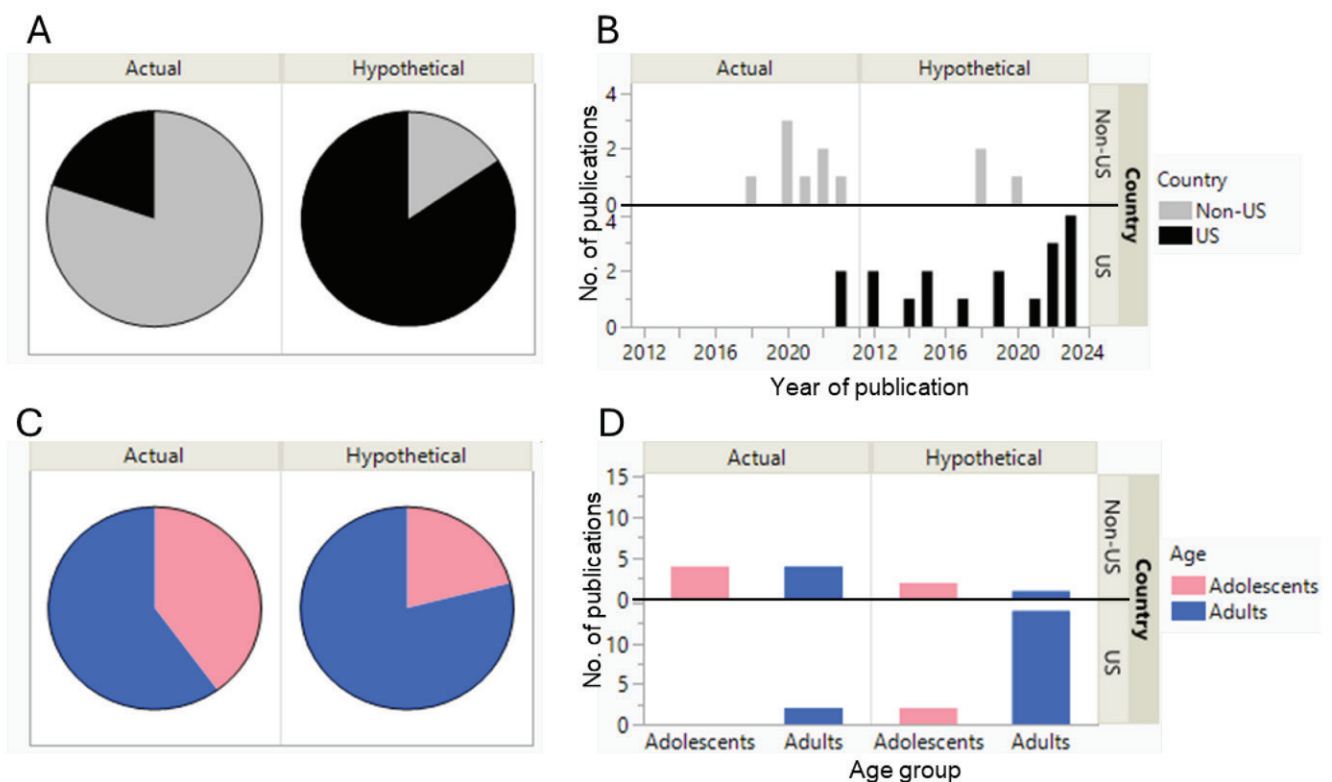 A
Actual Hypothetical
B
Actual Hypothetical
No. of publications
4
2
0
4
2
0
Non-US
US
Country
2012 2016 2020 2012 2016 2020 2024
Year of publication
Country
Non-US
US
C
Actual Hypothetical
D
Actual Hypothetical
No. of publications
15
10
5
0
10
5
0
Non-US
US
Country
Adolescents Adults Adolescents Adults
Age group
Age
Adolescents
Adults